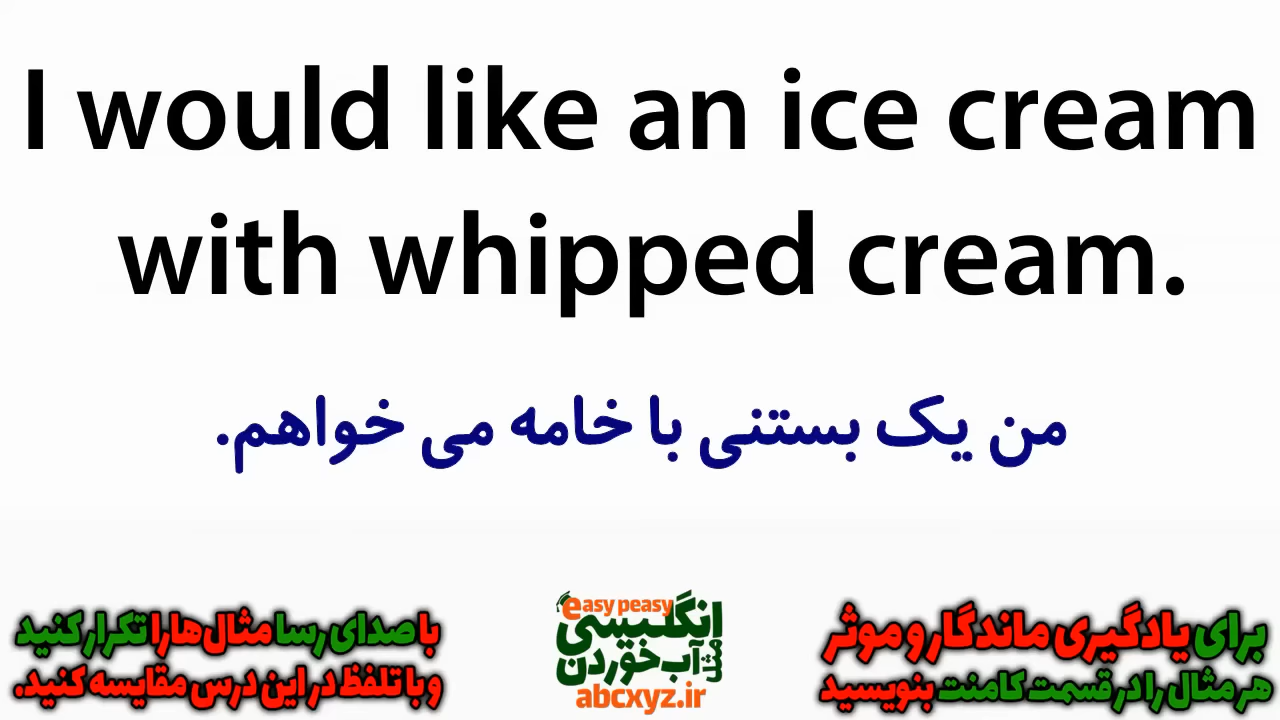 I would like an ice cream
with whipped cream.
من یک بستنی با خامه می خواهم.
برای یادگیری ماندگار و موثر
هر مثال را در قسمت کامنت بنویسید
easy peasy
انگلیسی
مثل
آب خوردن
abcxyz.ir
با صدای رسا مثال‌ها را تکرار کنید
و با تلفظ در این درس مقایسه کنید.